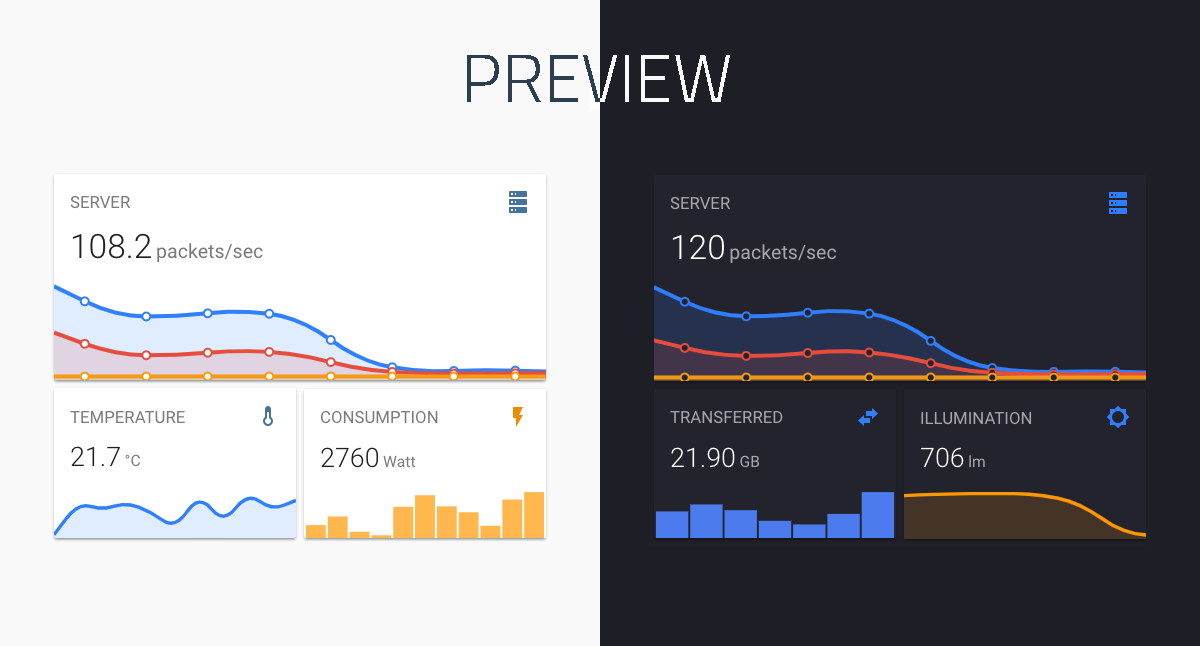 PREVIEW
SERVER
108.2 packets/sec
TEMPERATURE
21.7 °C
CONSUMPTION
2760 Watt
SERVER
120 packets/sec
TRANSFERRED
21.90 GB
ILLUMINATION
706 lm